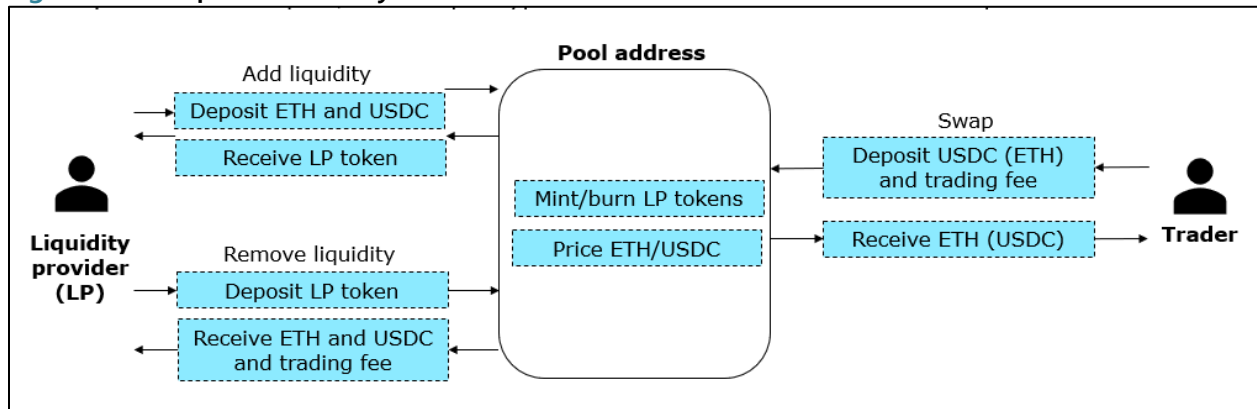 Pool address
Add liquidity
Deposit ETH and USDC
Receive LP token
Liquidity
provider
(LP)
Remove liquidity
Deposit LP token
Receive ETH and USDC
and trading fee
Mint/burn LP tokens
Price ETH/USDC
Swap
Deposit USDC (ETH)
and trading fee
Receive ETH (USDC)
Trader